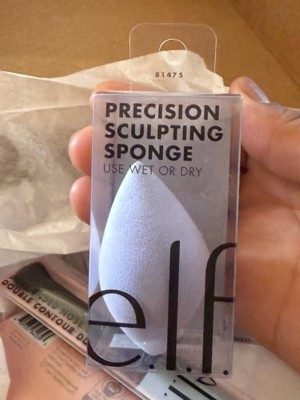 81475
PRECISION
SCULPTING
SPONGE
USE WET OR DRY
e.l.f.
DOUBLE CONTOUR